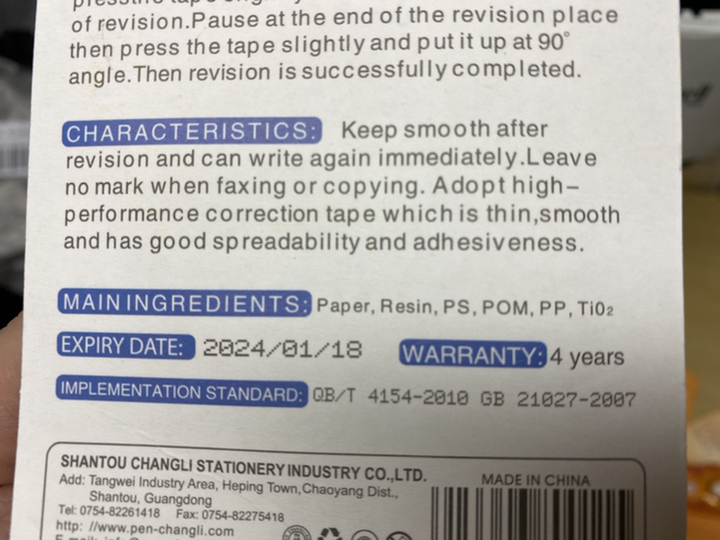 of revision.Pause at the end of the revision place
then press the tape slightly and put it up at 90°
angle.Then revision is successfully completed.
CHARACTERISTICS: Keep smooth after
revision and can write again immediately.Leave
no mark when faxing or copying. Adopt high-
performance correction tape which is thin,smooth
and has good spreadability and adhesiveness.
MAIN INGREDIENTS: Paper, Resin, PS, POM, PP, TiO₂
EXPIRY DATE: 2024/01/18 WARRANTY: 4 years
IMPLEMENTATION STANDARD: QB/T 4154-2010 GB 21027-2007
SHANTOU CHANGLI STATIONERY INDUSTRY CO.,LTD.
Add: Tangwei Industry Area, Heping Town,Chaoyang Dist.,
Shantou, Guangdong
Tel: 0754-82261418 Fax: 0754-82275418
http: //www.pen-changli.com
MADE IN CHINA